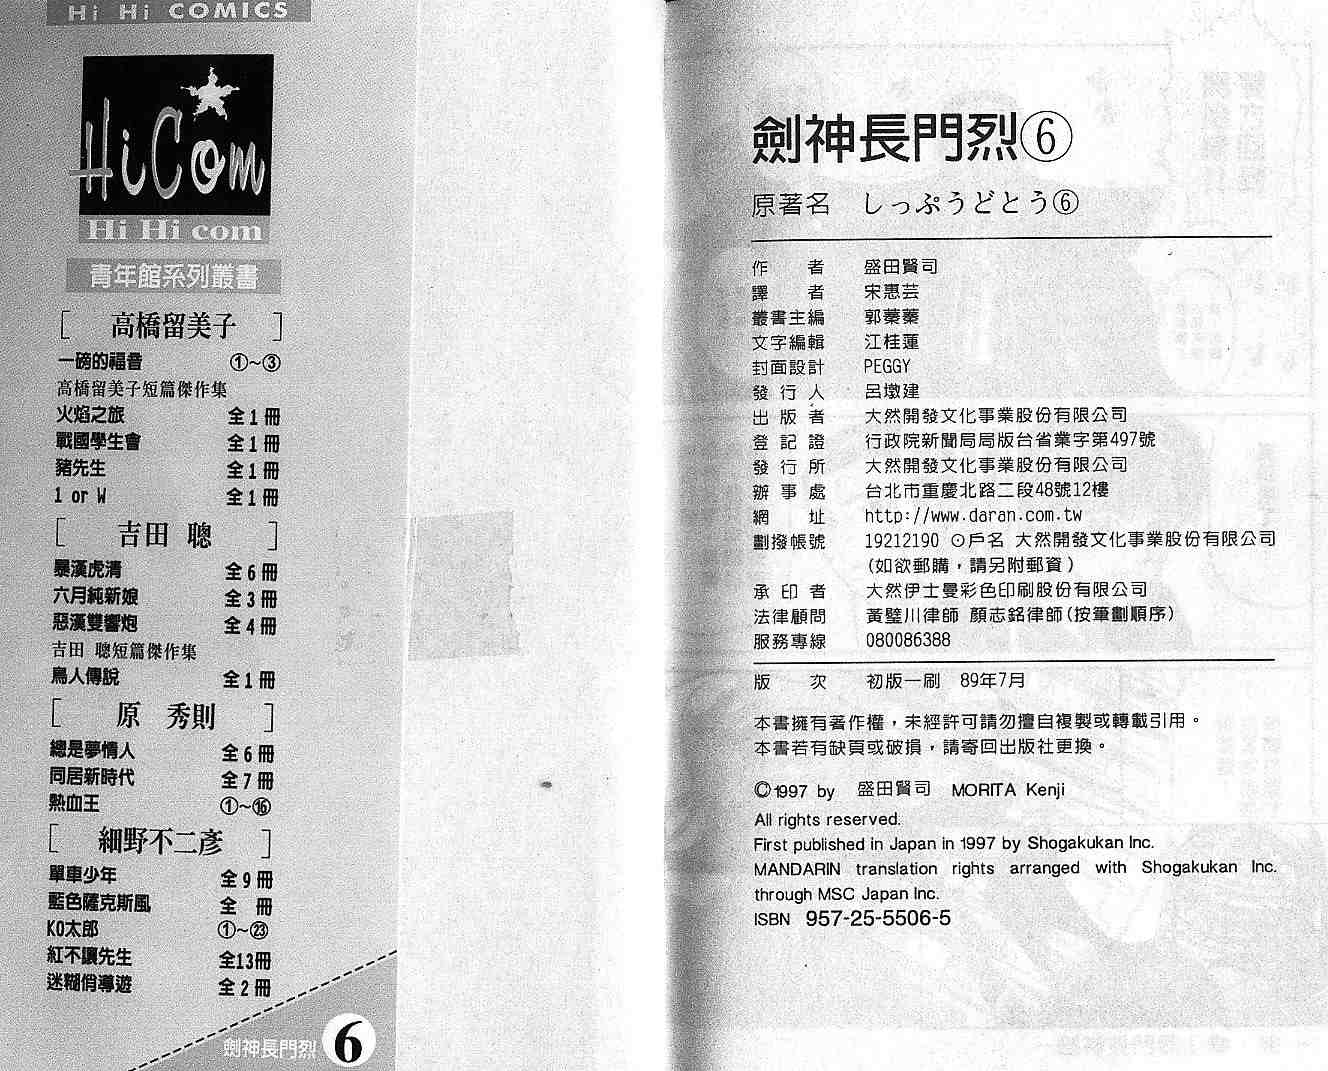 Hi Hi COMICS
HiCom
Hi Hi com
青年館系列叢書
[ 高橋留美子 ]
一磅的福音 ①~③
高橋留美子短篇傑作集
火焰之旅 全1冊
戰國學生會 全1冊
豬先生 全1冊
1 or W 全1冊
[ 吉田 聰 ]
暴漢虎清 全6冊
六月純新娘 全3冊
惡漢雙響炮 全4冊
吉田 聰短篇傑作集
鳥人傳說 全1冊
[ 原 秀則 ]
總是夢情人 全6冊
同居新時代 全7冊
熱血王 ①~⑯
[ 細野不二彥 ]
單車少年 全9冊
藍色薩克斯風 全 冊
KO太郎 ①~㉓
紅不讓先生 全13冊
迷糊俏導遊 全2冊
劍神長門烈 6
劍神長門烈⑥
原著名 しっぷうどとう⑥
作者 盛田賢司
譯者 宋惠芸
叢書主編 郭蓁蓁
文字編輯 江桂蓮
封面設計 PEGGY
發行人 呂墩建
出版者 大然開發文化事業股份有限公司
登記證 行政院新聞局局版台省業字第497號
發行所 大然開發文化事業股份有限公司
辦事處 台北市重慶北路二段48號12樓
網址 http://www.daran.com.tw
劃撥帳號 19212190 ⊙戶名 大然開發文化事業股份有限公司
(如欲郵購，請另附郵資)
承印者 大然伊士曼彩色印刷股份有限公司
法律顧問 黃璧川律師 顏志銘律師(按筆劃順序)
服務專線 080086388
版次 初版一刷 89年7月
本書擁有著作權，未經許可請勿擅自複製或轉載引用。
本書若有缺頁或破損，請寄回出版社更換。
©1997 by 盛田賢司 MORITA Kenji
All rights reserved.
First published in Japan in 1997 by Shogakukan Inc.
MANDARIN translation rights arranged with Shogakukan Inc.
through MSC Japan Inc.
ISBN 957-25-5506-5